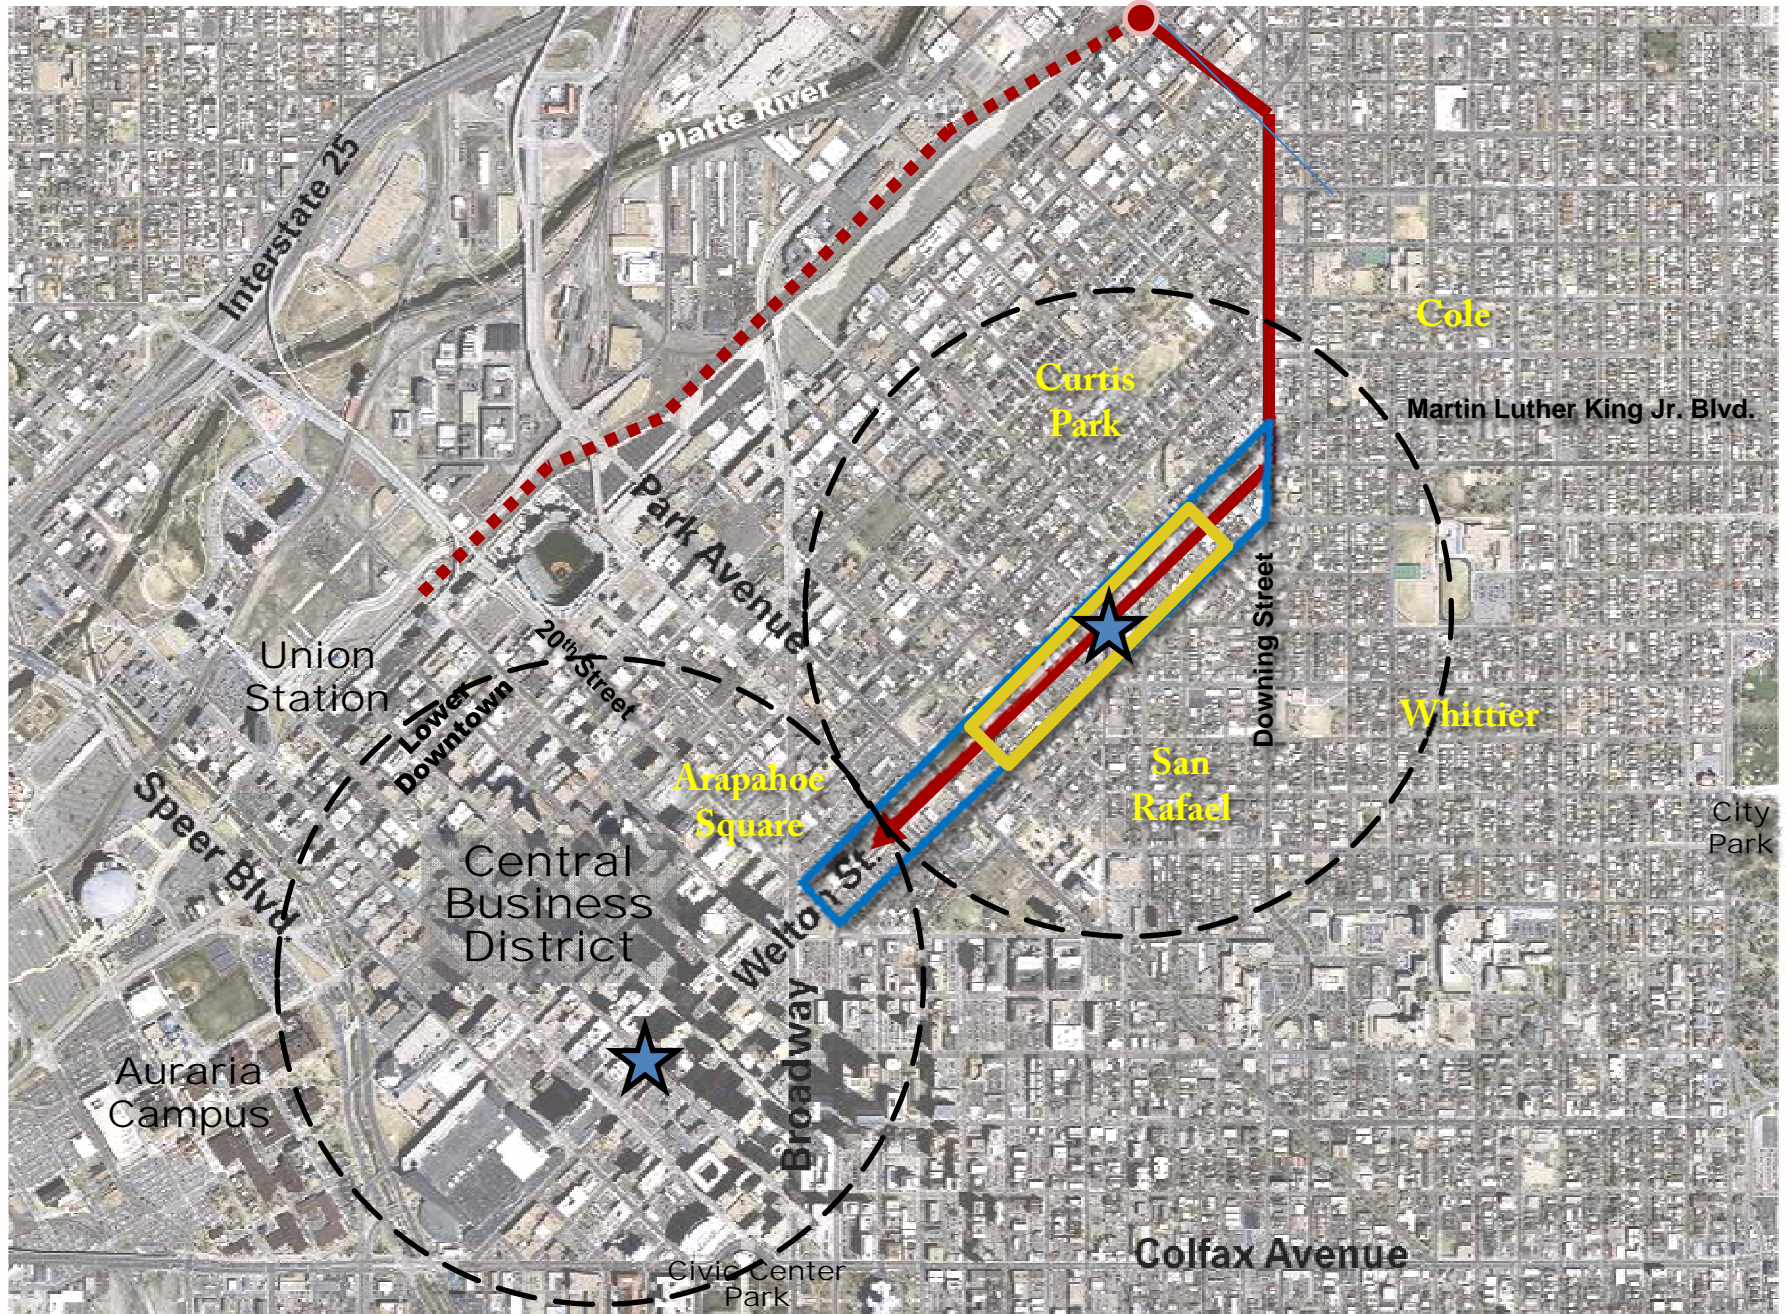 Platte River
Interstate 25
Cole
Curtis
Park
Martin Luther King Jr. Blvd.
Park Avenue
Downing Street
20th Street
Union
Station
Lower
Downtown
Whittier
San
Rafael
Arapahoe
Square
Speer Blvd.
City
Park
Central
Business
District
Welton St.
Broadway
Auraria
Campus
Colfax Avenue
Civic Center
Park